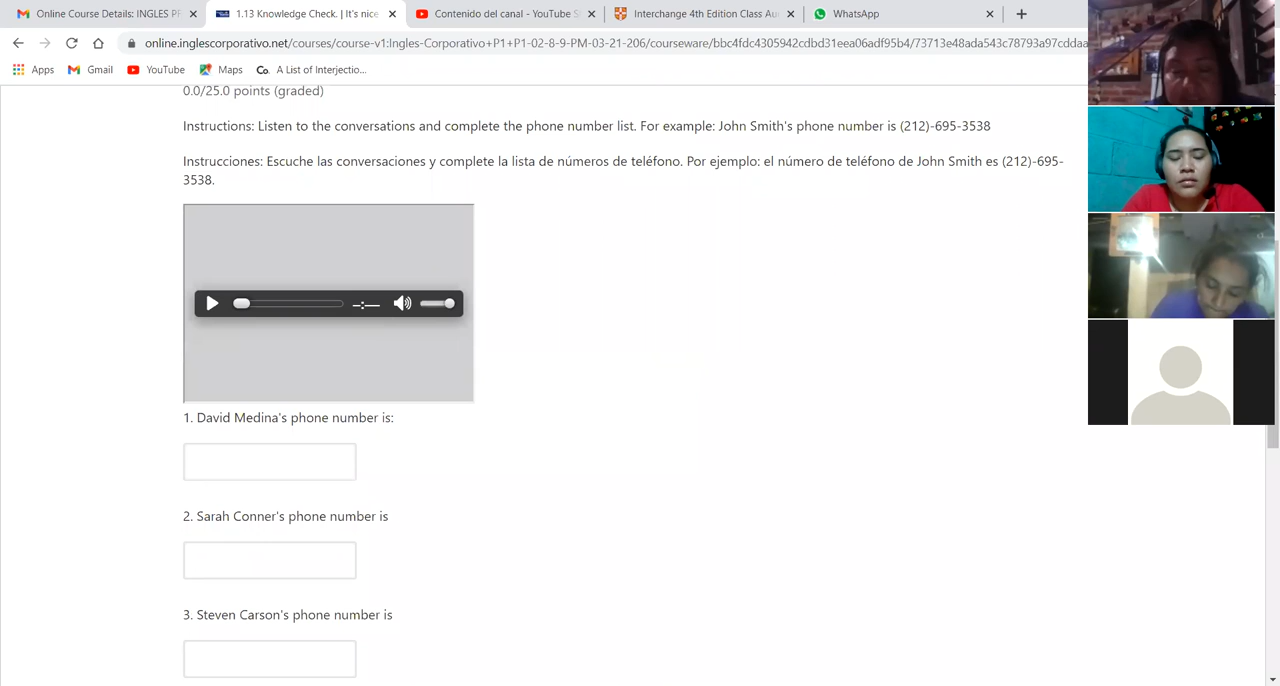 Online Course Details: INGLES PR
1.13 Knowledge Check. | It's nice
Contenido del canal - YouTube S
Interchange 4th Edition Class Au
WhatsApp
online.inglescorporativo.net/courses/course-v1:Ingles-Corporativo+P1+P1-02-8-9-PM-03-21-206/courseware/bbc4fdc4305942cdbd31eea06adf95b4/73713e48ada543c78793a97cddaa
Apps Gmail YouTube Maps Co. A List of Interjectio...
0.0/25.0 points (graded)
Instructions: Listen to the conversations and complete the phone number list. For example: John Smith's phone number is (212)-695-3538
Instrucciones: Escuche las conversaciones y complete la lista de números de teléfono. Por ejemplo: el número de teléfono de John Smith es (212)-695-
3538.
--:--
1. David Medina's phone number is:
2. Sarah Conner's phone number is
3. Steven Carson's phone number is